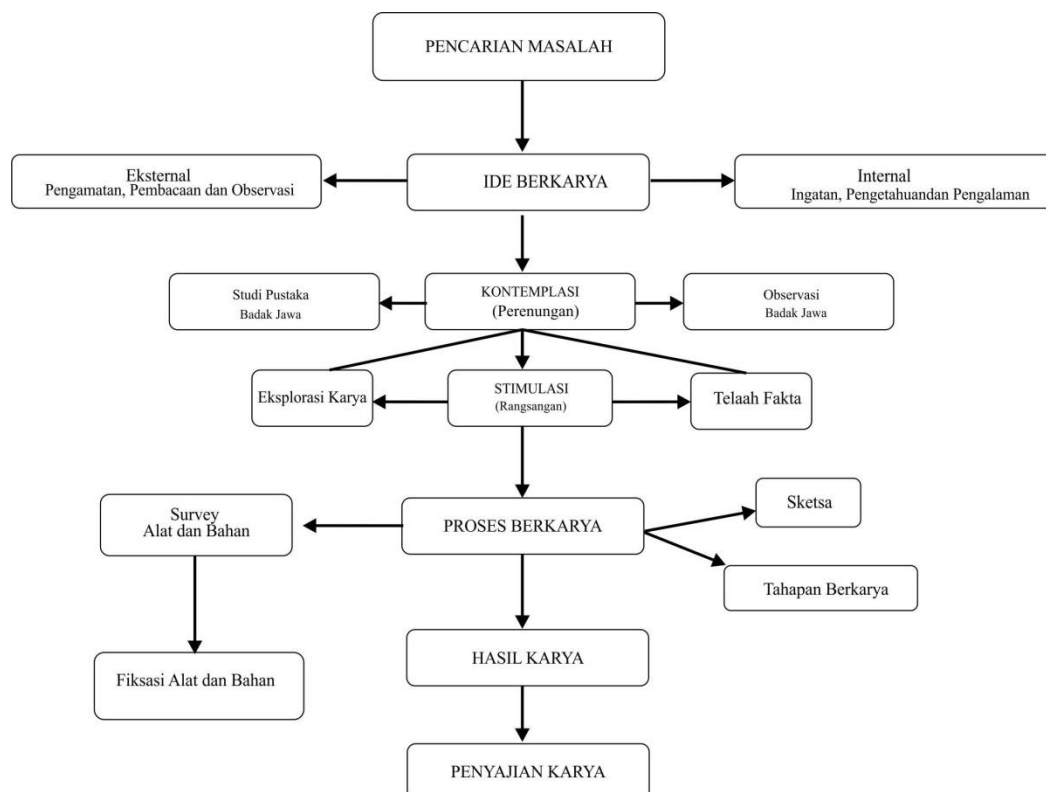 PENCARIAN MASALAH
Eksternal
Pengamatan, Pembacaan dan Observasi
IDE BERKARYA
Internal
Ingatan, Pengetahuandan Pengalaman
Studi Pustaka
Badak Jawa
KONTEMPLASI
(Perenungan)
Observasi
Badak Jawa
Eksplorasi Karya
STIMULASI
(Rangsangan)
Telaah Fakta
Survey
Alat dan Bahan
PROSES BERKARYA
Sketsa
Tahapan Berkarya
Fiksasi Alat dan Bahan
HASIL KARYA
PENYAJIAN KARYA